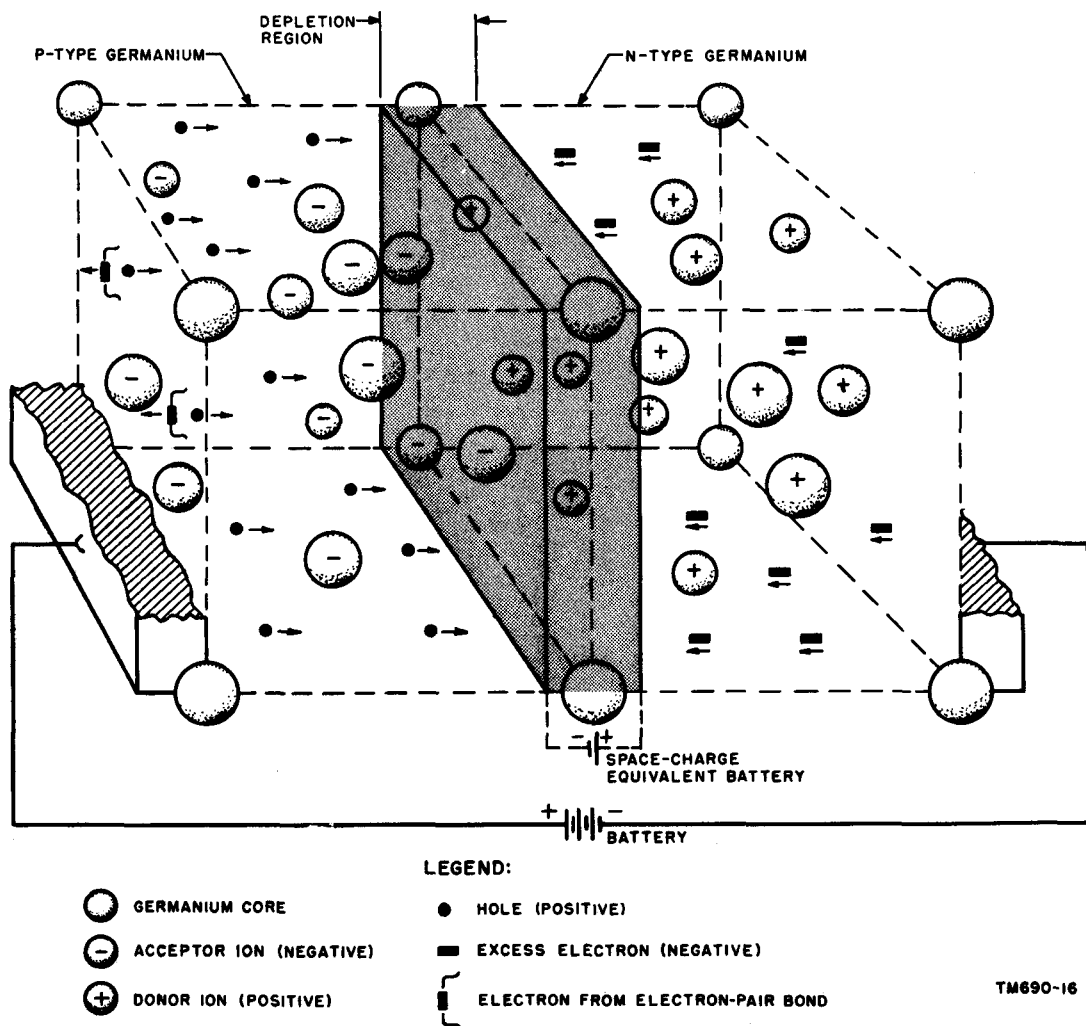 DEPLETION
REGION
P-TYPE GERMANIUM
N-TYPE GERMANIUM
- +
SPACE-CHARGE
EQUIVALENT BATTERY
+ -
BATTERY
LEGEND:
GERMANIUM CORE
HOLE (POSITIVE)
- ACCEPTOR ION (NEGATIVE)
EXCESS ELECTRON (NEGATIVE)
+ DONOR ION (POSITIVE)
ELECTRON FROM ELECTRON-PAIR BOND
TM690-16